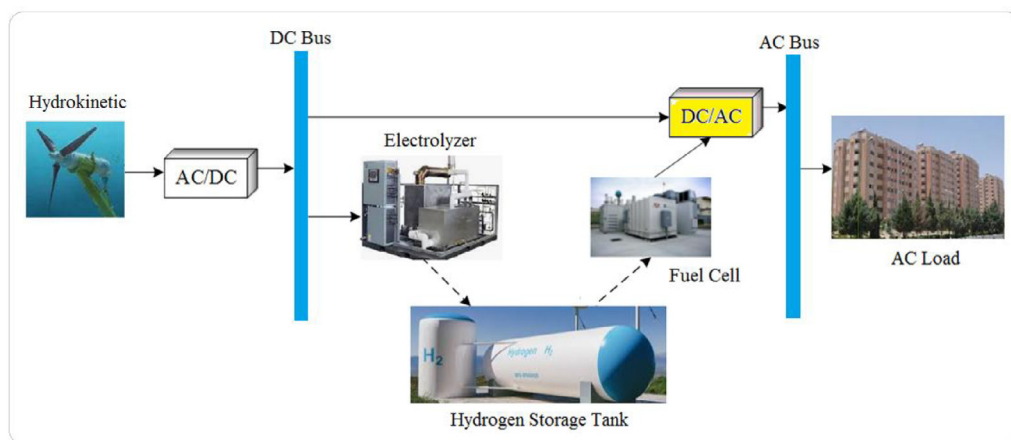 DC Bus
AC Bus
Hydrokinetic
Electrolyzer
DC/AC
AC/DC
Fuel Cell
AC Load
H2
Hydrogen H2
Hydrogen Storage Tank